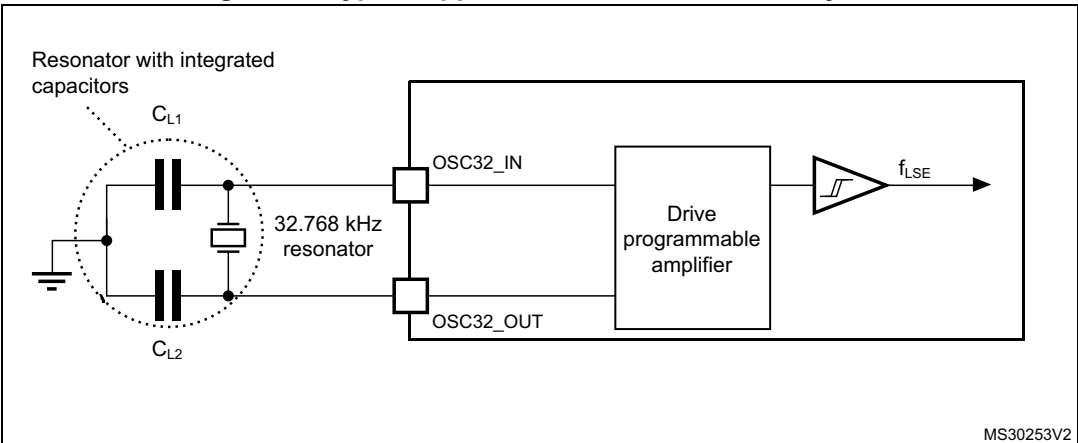 Resonator with integrated
capacitors
CL1
OSC32_IN
fLSE
32.768 kHz
resonator
Drive
programmable
amplifier
OSC32_OUT
CL2
MS30253V2